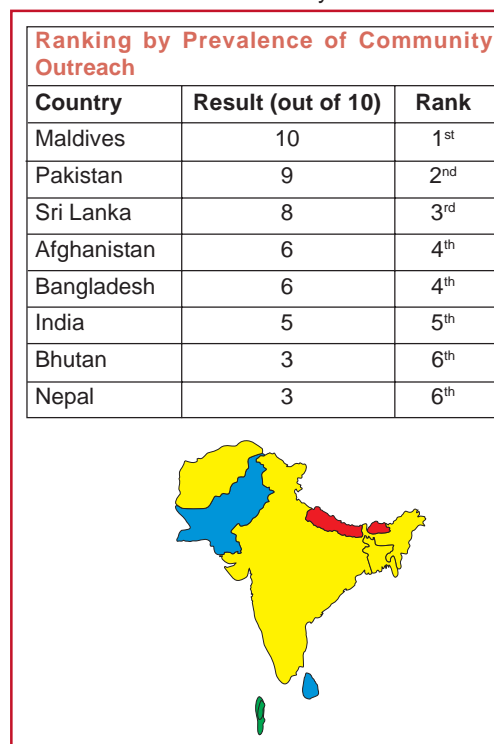 Ranking by Prevalence of Community
Outreach
Country Result (out of 10) Rank
Maldives 10 1st
Pakistan 9 2nd
Sri Lanka 8 3rd
Afghanistan 6 4th
Bangladesh 6 4th
India 5 5th
Bhutan 3 6th
Nepal 3 6th